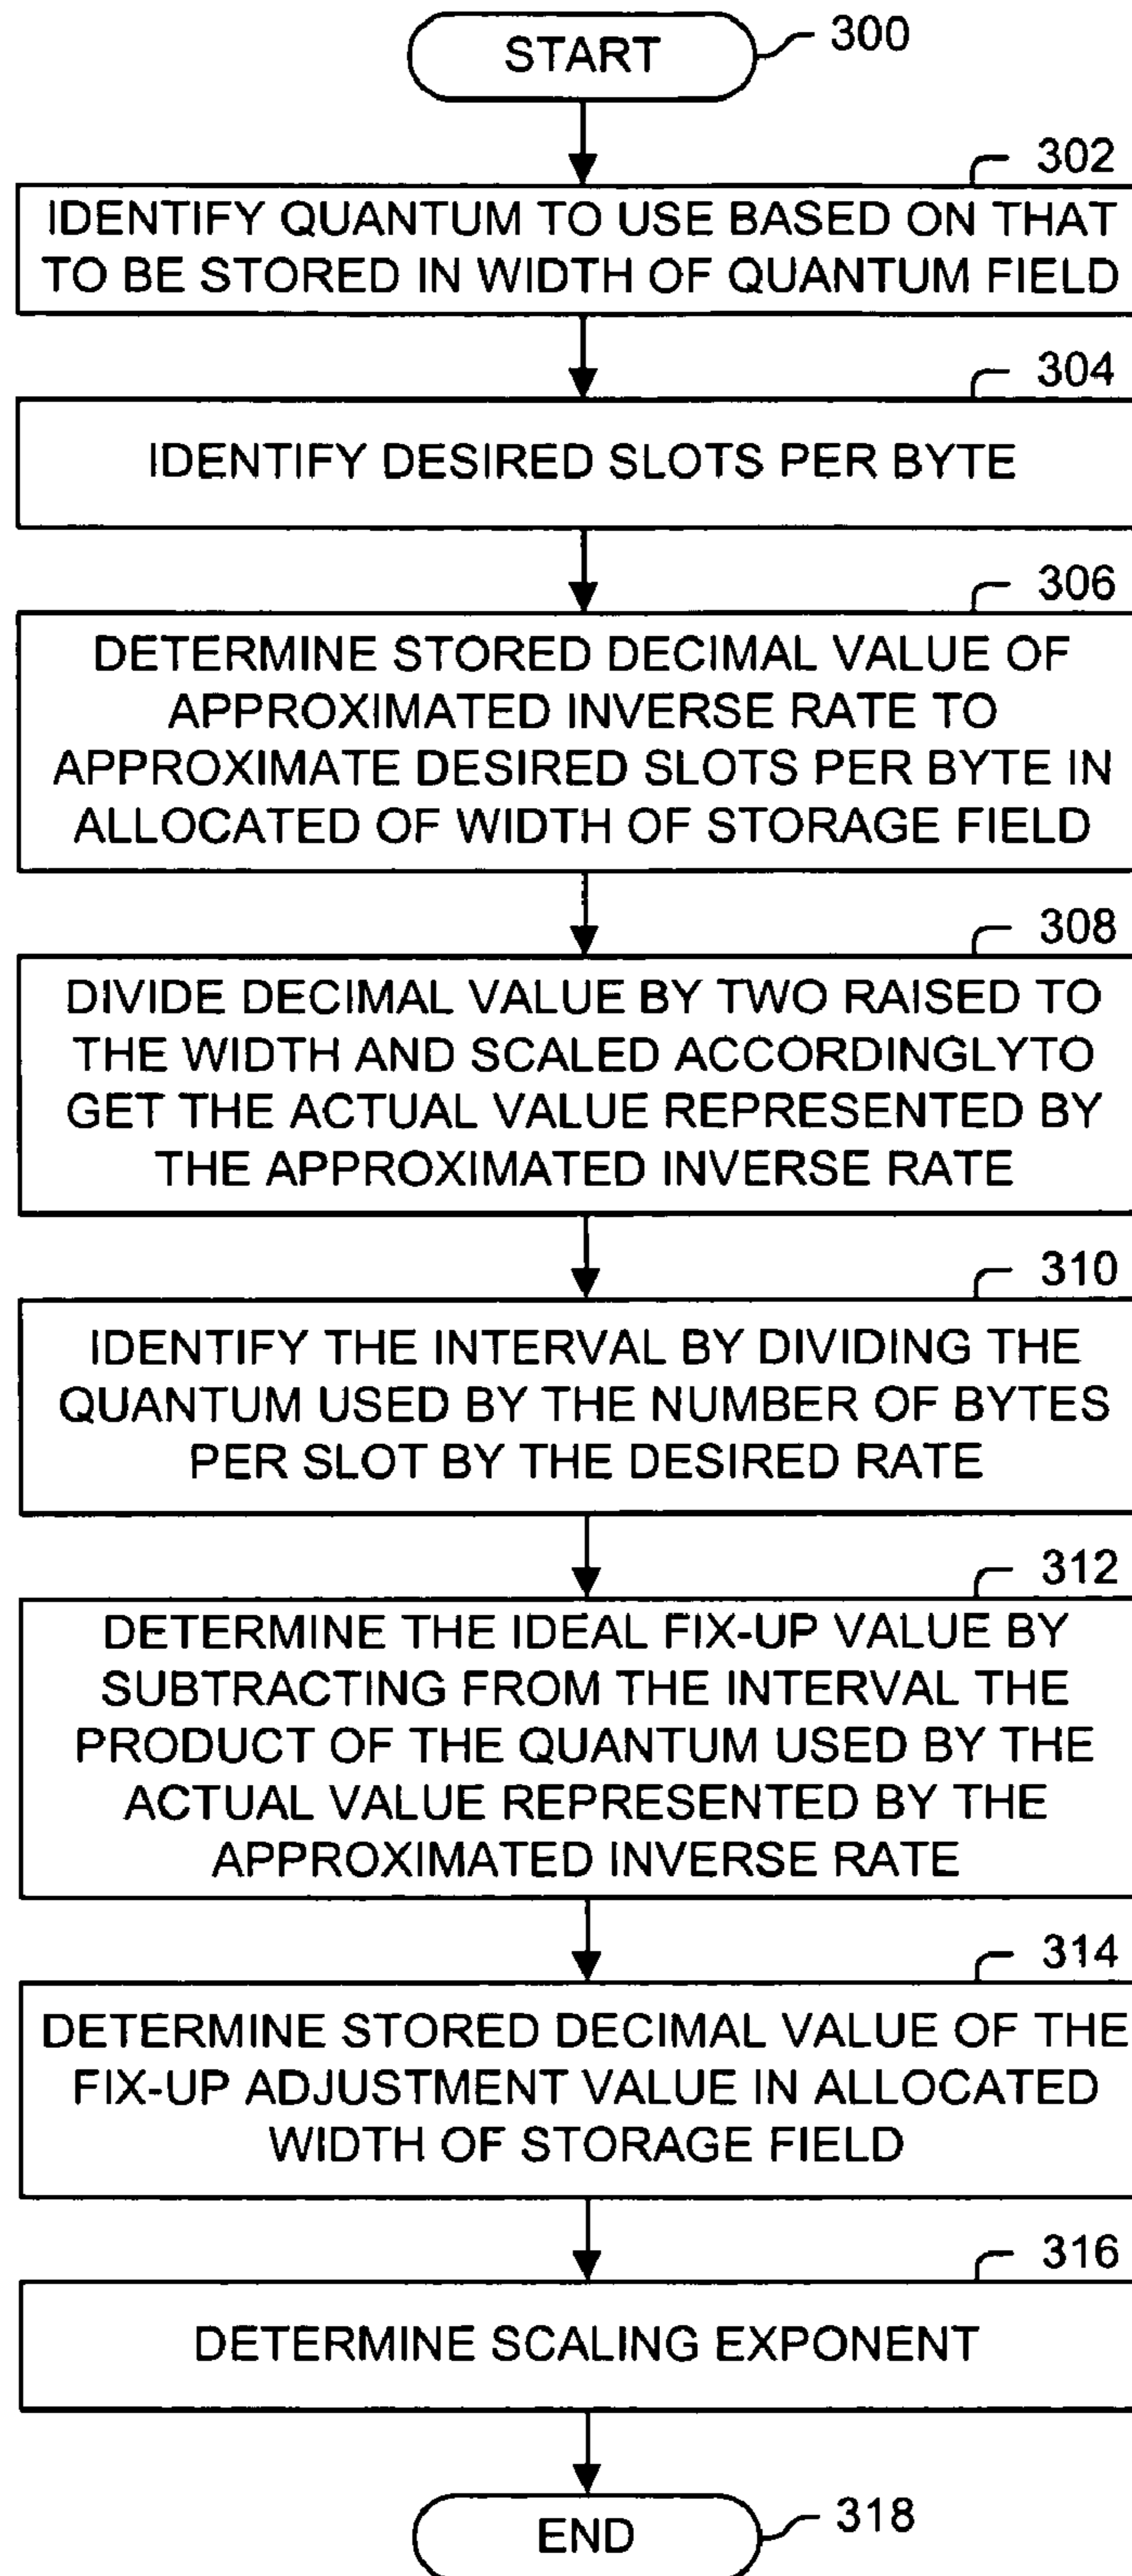 START
300
302
IDENTIFY QUANTUM TO USE BASED ON THAT
TO BE STORED IN WIDTH OF QUANTUM FIELD
304
IDENTIFY DESIRED SLOTS PER BYTE
306
DETERMINE STORED DECIMAL VALUE OF
APPROXIMATED INVERSE RATE TO
APPROXIMATE DESIRED SLOTS PER BYTE IN
ALLOCATED OF WIDTH OF STORAGE FIELD
308
DIVIDE DECIMAL VALUE BY TWO RAISED TO
THE WIDTH AND SCALED ACCORDINGLYTO
GET THE ACTUAL VALUE REPRESENTED BY
THE APPROXIMATED INVERSE RATE
310
IDENTIFY THE INTERVAL BY DIVIDING THE
QUANTUM USED BY THE NUMBER OF BYTES
PER SLOT BY THE DESIRED RATE
312
DETERMINE THE IDEAL FIX-UP VALUE BY
SUBTRACTING FROM THE INTERVAL THE
PRODUCT OF THE QUANTUM USED BY THE
ACTUAL VALUE REPRESENTED BY THE
APPROXIMATED INVERSE RATE
314
DETERMINE STORED DECIMAL VALUE OF THE
FIX-UP ADJUSTMENT VALUE IN ALLOCATED
WIDTH OF STORAGE FIELD
316
DETERMINE SCALING EXPONENT
END
318